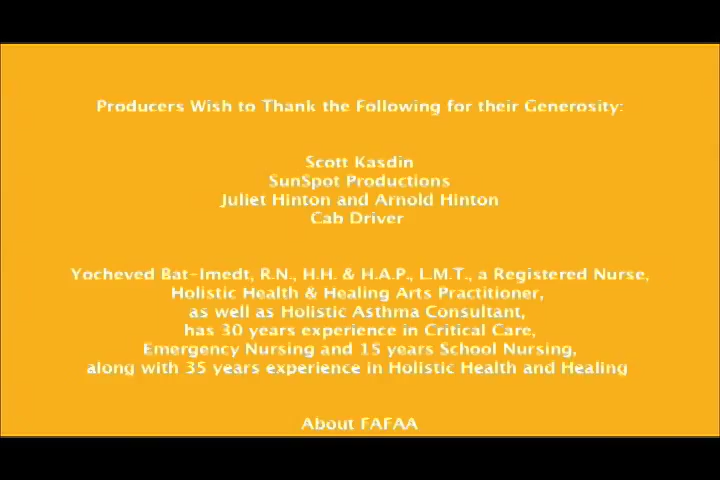 Producers Wish to Thank the Following for their Generosity:
Scott Kasdin
SunSpot Productions
Juliet Hinton and Arnold Hinton
Cab Driver
Yocheved Bat-Imedt, R.N., H.H. & H.A.P., L.M.T., a Registered Nurse,
Holistic Health & Healing Arts Practitioner,
as well as Holistic Asthma Consultant,
has 30 years experience in Critical Care,
Emergency Nursing and 15 years School Nursing,
along with 35 years experience in Holistic Health and Healing
About FAFAA